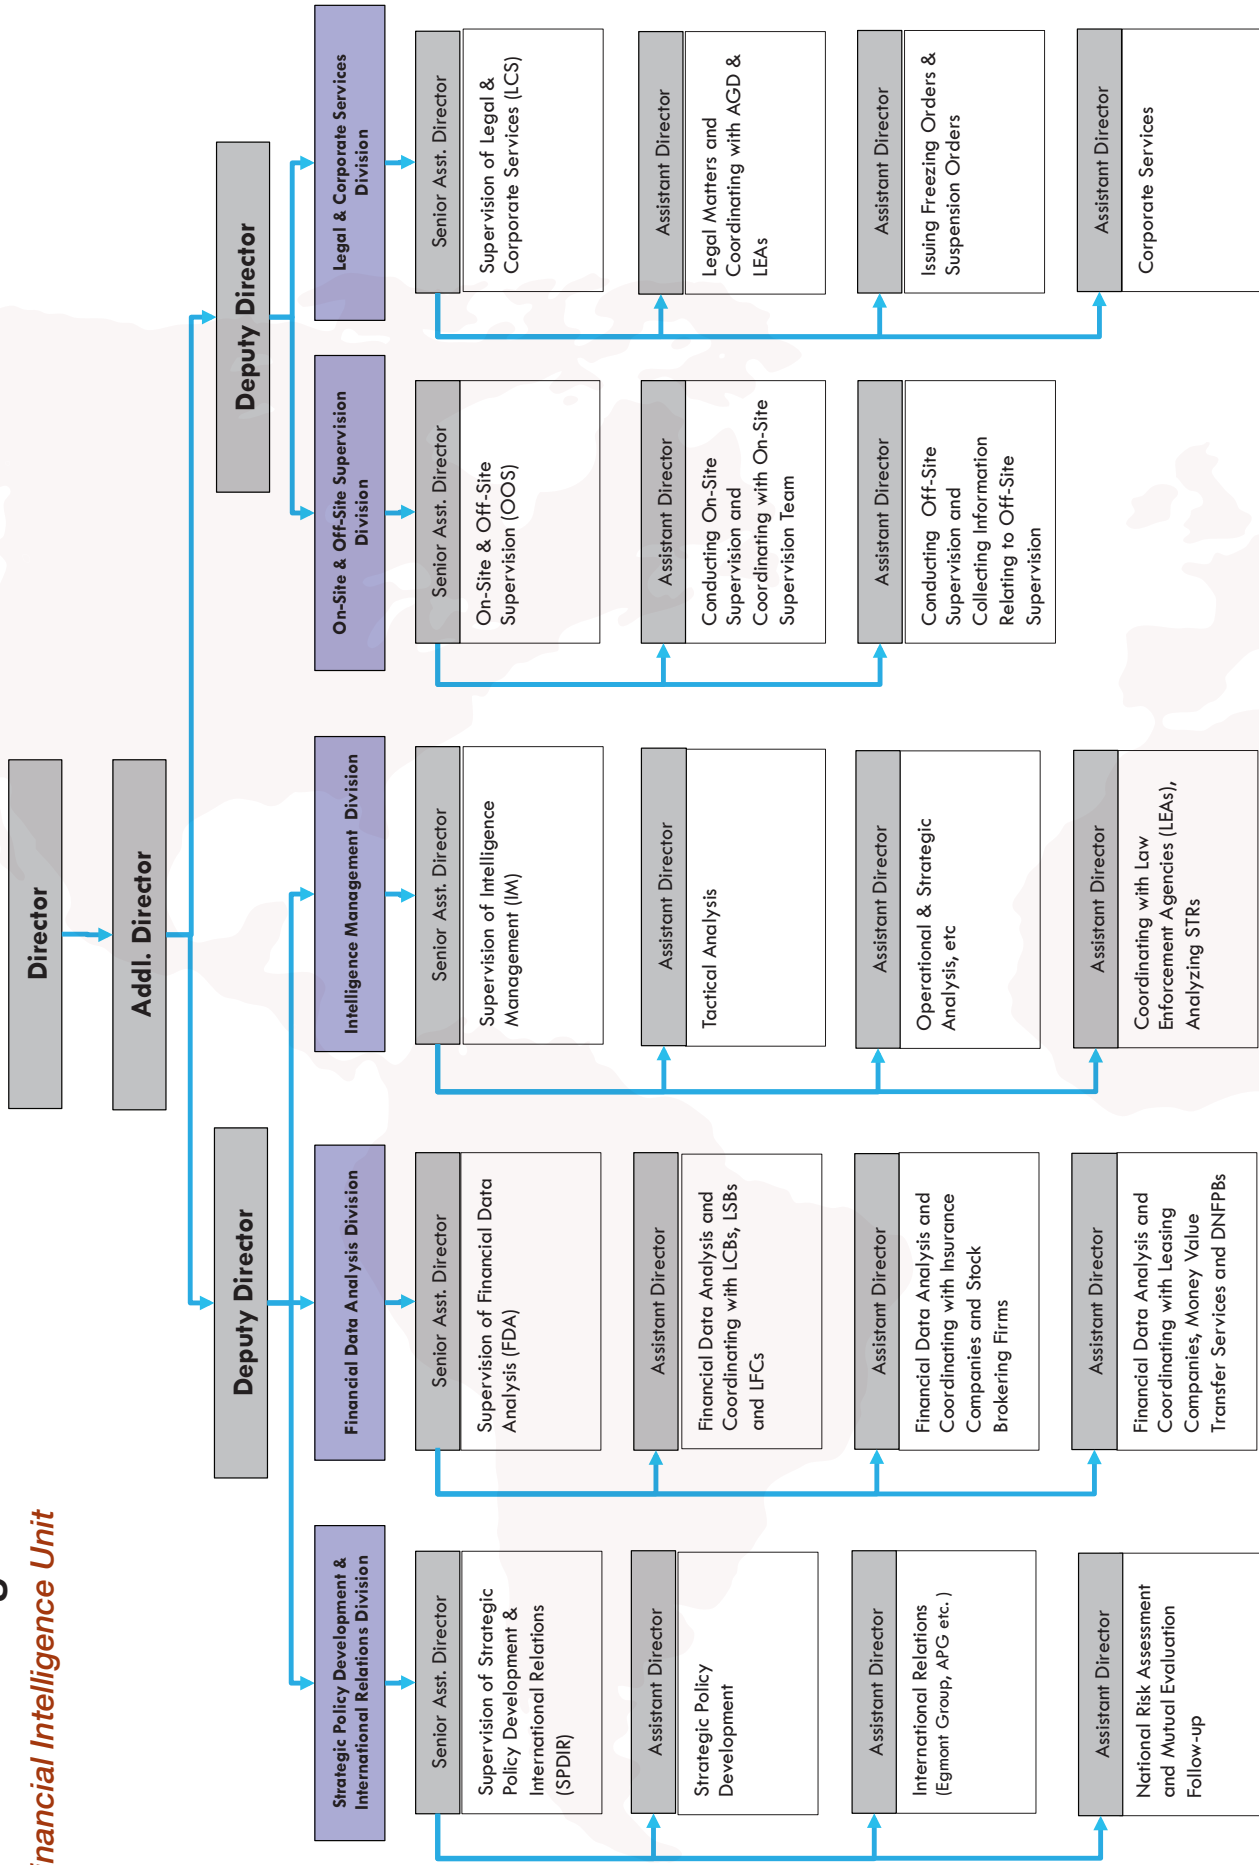 Financial Intelligence Unit
Director
Addl. Director
Deputy Director
Deputy Director
Strategic Policy Development &
International Relations Division
Senior Asst. Director
Supervision of Strategic
Policy Development &
International Relations
(SPDIR)
Assistant Director
Strategic Policy
Development
Assistant Director
International Relations
(Egmont Group, APG etc. )
Assistant Director
National Risk Assessment
and Mutual Evaluation
Follow-up
Financial Data Analysis Division
Senior Asst. Director
Supervision of Financial Data
Analysis (FDA)
Assistant Director
Financial Data Analysis and
Coordinating with LCBs, LSBs
and LFCs
Assistant Director
Financial Data Analysis and
Coordinating with Insurance
Companies and Stock
Brokering Firms
Assistant Director
Financial Data Analysis and
Coordinating with Leasing
Companies, Money Value
Transfer Services and DNFPBs
Intelligence Management Division
Senior Asst. Director
Supervision of Intelligence
Management (IM)
Assistant Director
Tactical Analysis
Assistant Director
Operational & Strategic
Analysis, etc
Assistant Director
Coordinating with Law
Enforcement Agencies (LEAs),
Analyzing STRs
On-Site & Off-Site Supervision
Division
Senior Asst. Director
On-Site & Off-Site
Supervision (OOS)
Assistant Director
Conducting On-Site
Supervision and
Coordinating with On-Site
Supervision Team
Assistant Director
Conducting Off-Site
Supervision and
Collecting Information
Relating to Off-Site
Supervision
Legal & Corporate Services
Division
Senior Asst. Director
Supervision of Legal &
Corporate Services (LCS)
Assistant Director
Legal Matters and
Coordinating with AGD &
LEAs
Assistant Director
Issuing Freezing Orders &
Suspension Orders
Assistant Director
Corporate Services